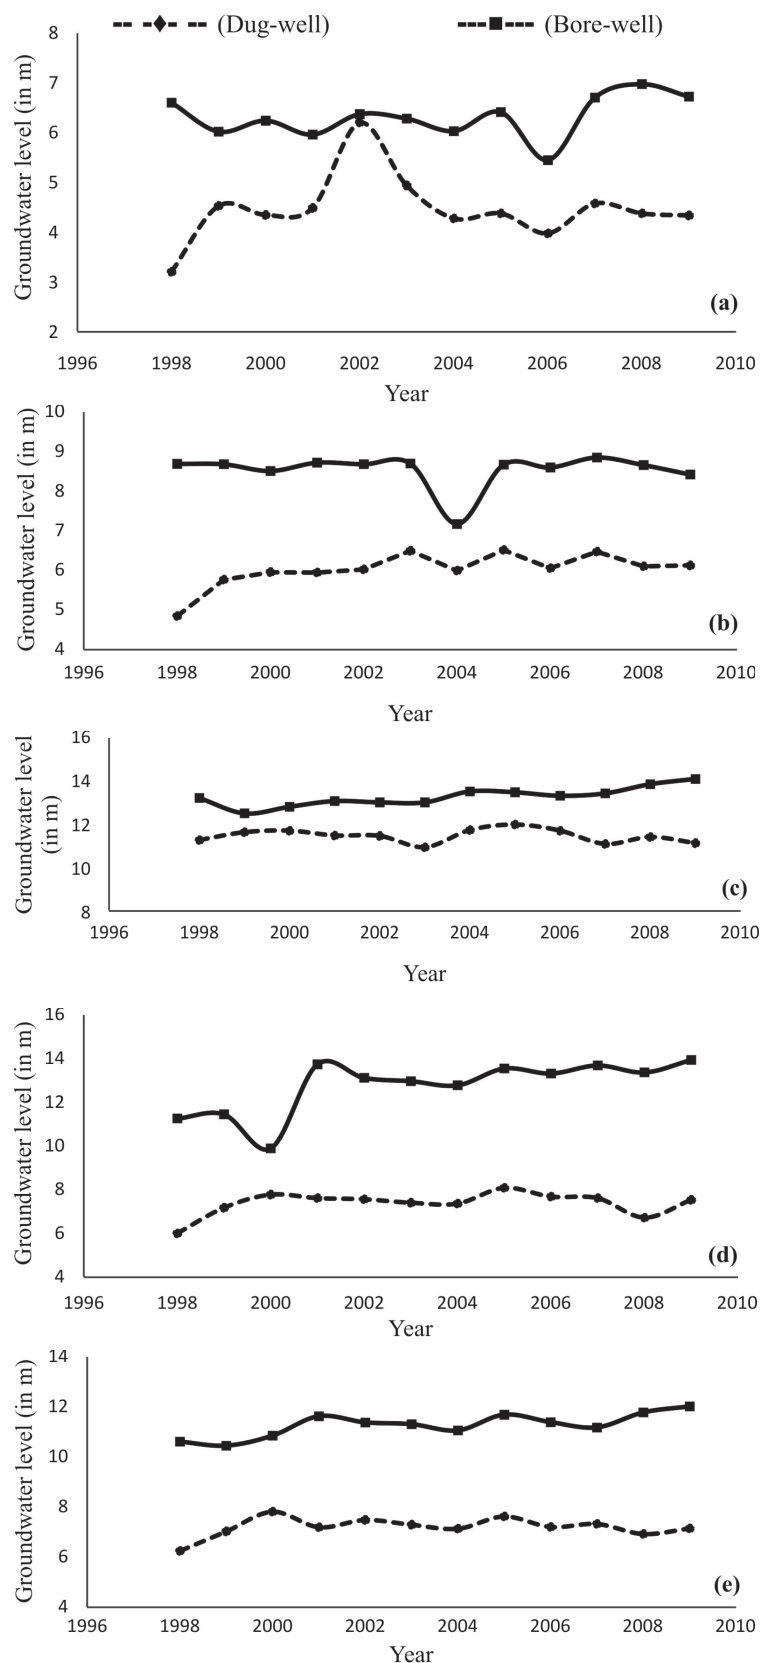 (Dug-well) (Bore-well)
8
7
6
5
4
3
2
Groundwater level (in m)
(a)
1996 1998 2000 2002 2004 2006 2008 2010
Year
10
9
8
7
6
5
4
Groundwater level (in m)
(b)
1996 1998 2000 2002 2004 2006 2008 2010
Year
16
14
12
10
8
Groundwater level
(in m)
(c)
1996 1998 2000 2002 2004 2006 2008 2010
Year
16
14
12
10
8
6
4
Groundwater level (in m)
(d)
1996 1998 2000 2002 2004 2006 2008 2010
Year
14
12
10
8
6
4
Groundwater level (in m)
(e)
1996 1998 2000 2002 2004 2006 2008 2010
Year